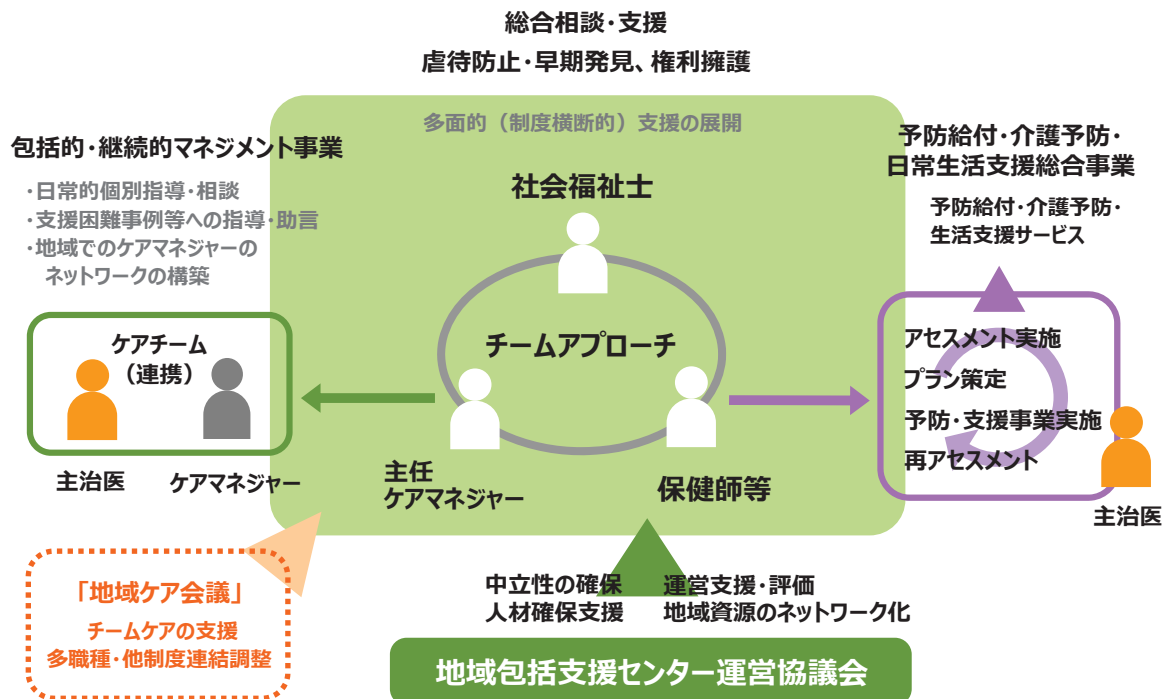 総合相談・支援
虐待防止・早期発見、権利擁護
多面的（制度横断的）支援の展開
包括的・継続的マネジメント事業
・日常的個別指導・相談
・支援困難事例等への指導・助言
・地域でのケアマネジャーの
ネットワークの構築
ケアチーム
（連携）
主治医
ケアマネジャー
社会福祉士
チームアプローチ
主任
ケアマネジャー
保健師等
予防給付・介護予防・
日常生活支援総合事業
予防給付・介護予防・
生活支援サービス
アセスメント実施
プラン策定
予防・支援事業実施
再アセスメント
主治医
「地域ケア会議」
チームケアの支援
多職種・他制度連結調整
中立性の確保
人材確保支援
運営支援・評価
地域資源のネットワーク化
地域包括支援センター運営協議会